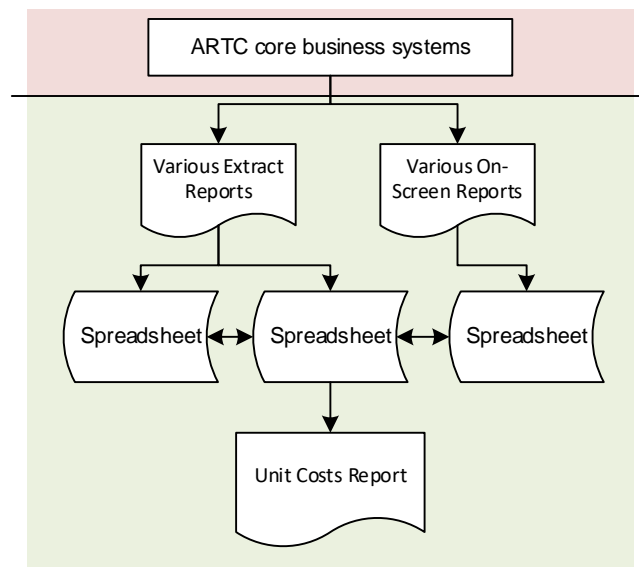 ARTC core business systems
Various Extract
Reports
Various On-
Screen Reports
Spreadsheet
Spreadsheet
Spreadsheet
Unit Costs Report